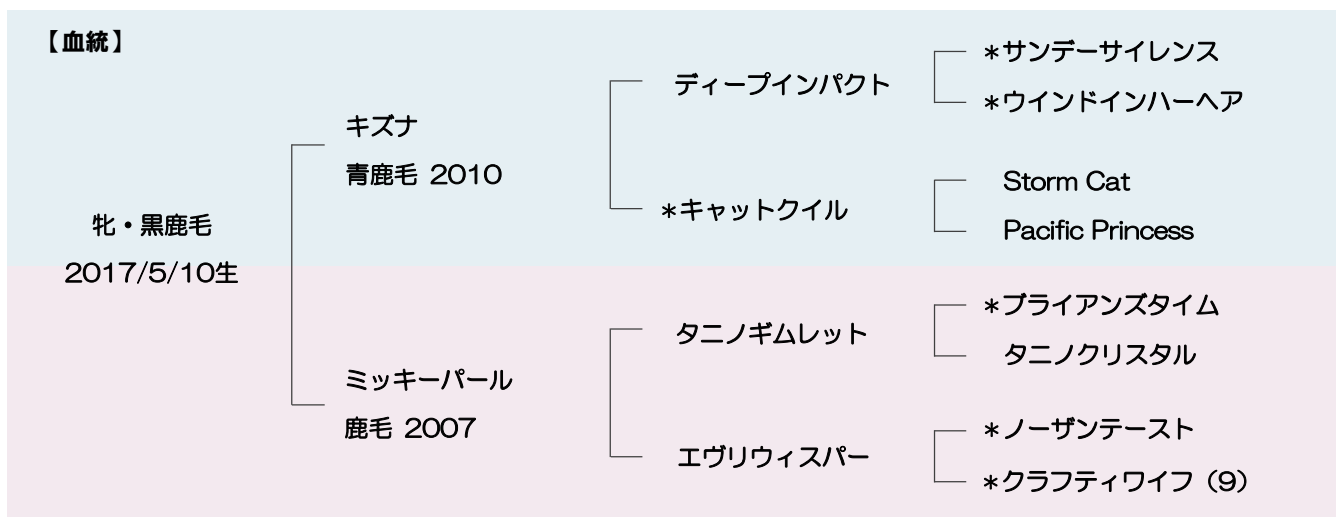 【血統】
牝・黒鹿毛
2017/5/10生
キズナ
青鹿毛 2010
ミッキーパール
鹿毛 2007
ディープインパクト
＊キャットクイル
タニノギムレット
エヴリウィスパー
＊サンデーサイレンス
＊ウインドインハーヘア
Storm Cat
Pacific Princess
＊ブライアンズタイム
タニノクリスタル
＊ノーザンテースト
＊クラフティワイフ（9）